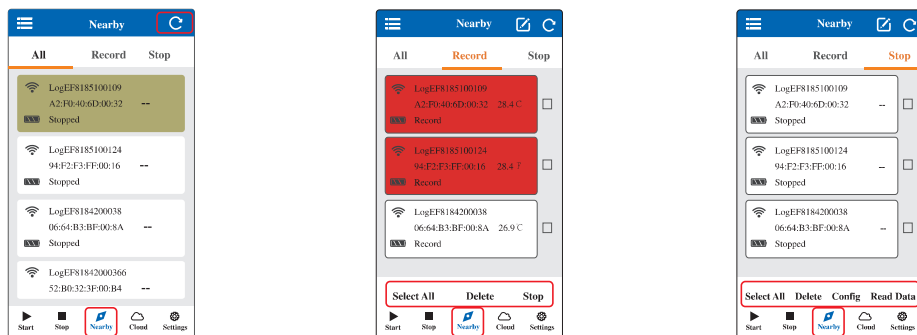 Nearby
All Record Stop
LogEF8185100109
A2:F0:40:6D:00:32 --
Stopped
LogEF8185100124
94:F2:F3:FF:00:16 --
Stopped
LogEF8184200038
06:64:B3:BF:00:8A --
Stopped
LogEF81842000366
52:B0:32:3F:00:B4 --
Start Stop Nearby Cloud Settings
Nearby
All Record Stop
LogEF8185100109
A2:F0:40:6D:00:32 28.4 C
Record
LogEF8185100124
94:F2:F3:FF:00:16 28.4 F
Record
LogEF8184200038
06:64:B3:BF:00:8A 26.9 C
Record
Select All Delete Stop
Start Stop Nearby Cloud Settings
Nearby
All Record Stop
LogEF8185100109
A2:F0:40:6D:00:32 --
Stopped
LogEF8185100124
94:F2:F3:FF:00:16 --
Stopped
LogEF8184200038
06:64:B3:BF:00:8A --
Stopped
Select All Delete Config Read Data
Start Stop Nearby Cloud Settings